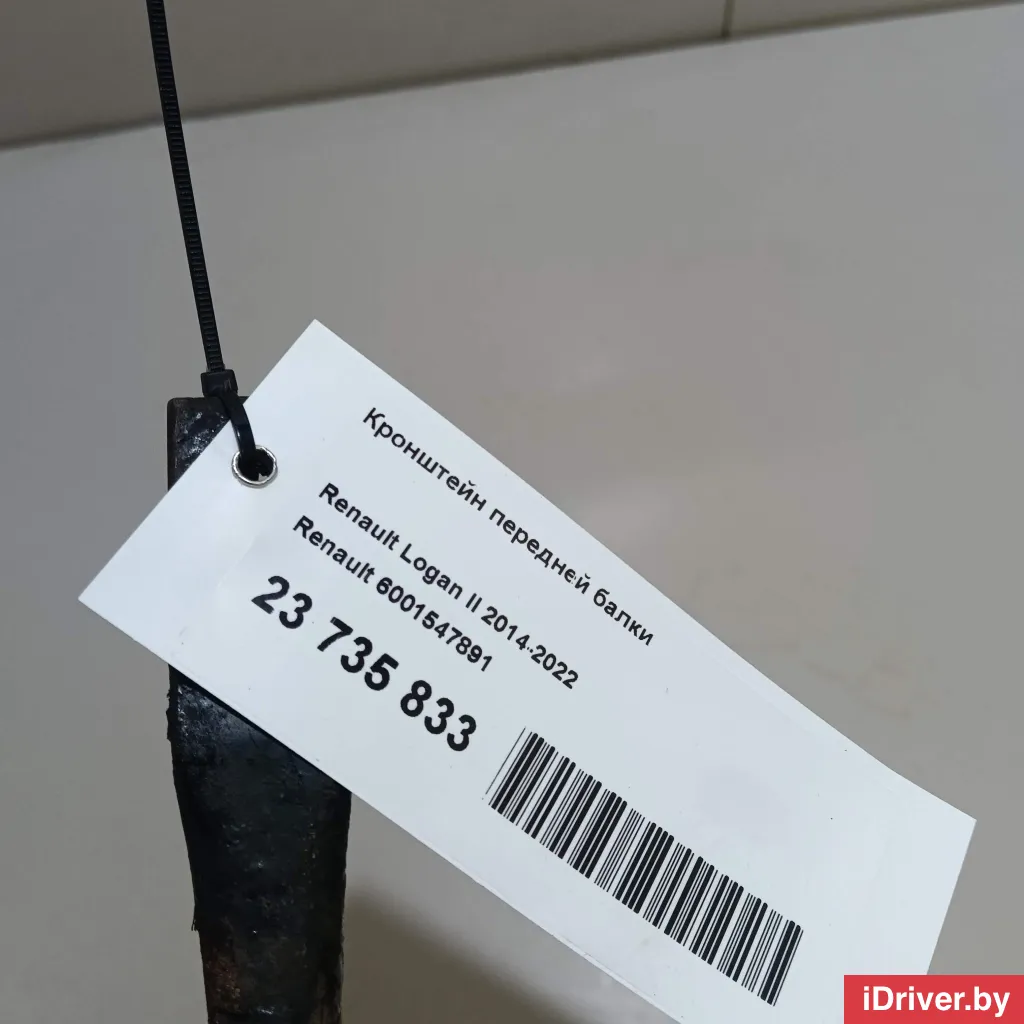 Кронштейн передней балки
Renault Logan II 2014-2022
Renault 6001547891
23 735 833
iDriver.by